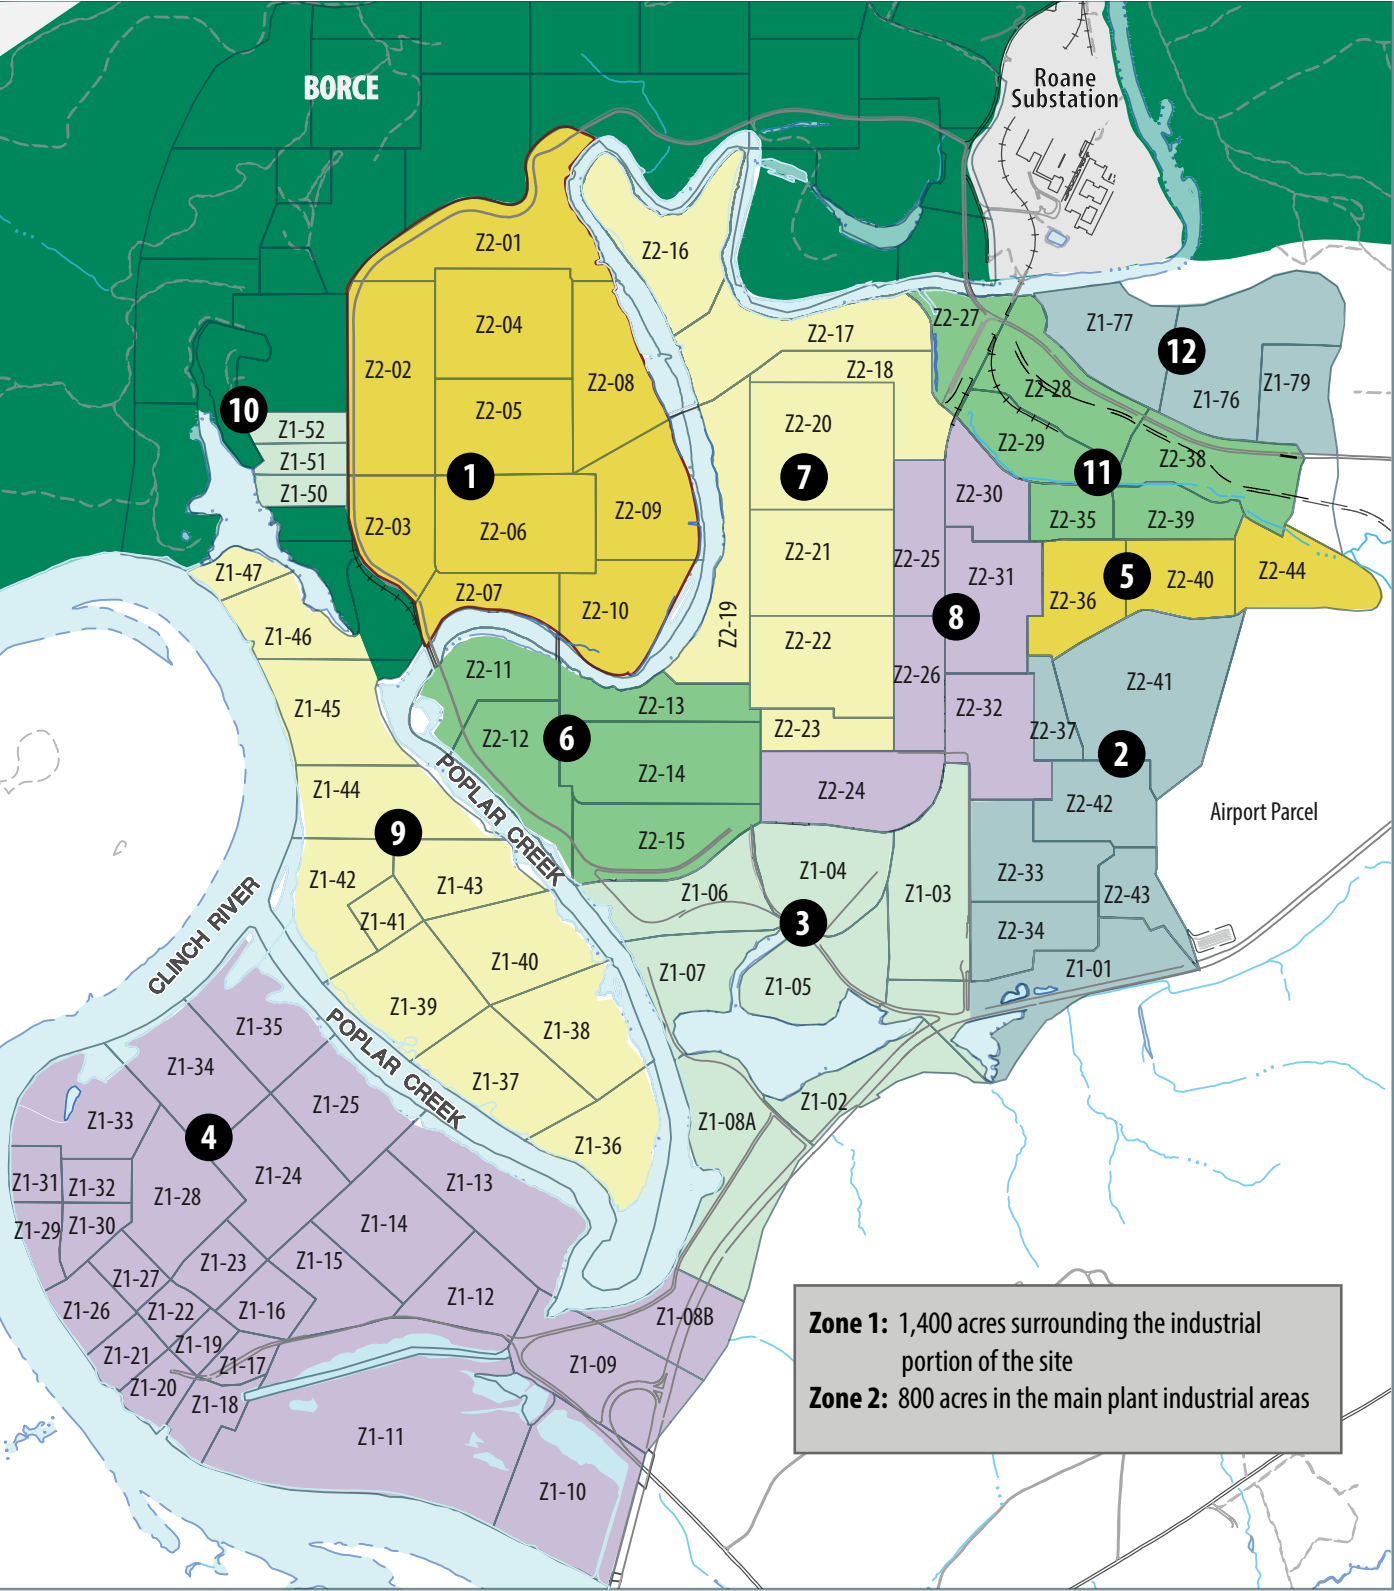 BORCE
Roane
Substation
Z2-01
Z2-16
Z2-04
Z2-17
Z2-27
Z1-77
12
Z2-02
Z2-08
Z2-18
Z2-28
Z1-76
Z1-79
10
Z1-52
Z2-05
Z2-20
Z2-29
Z2-38
Z1-51
1
7
11
Z1-50
Z2-03
Z2-06
Z2-09
Z2-30
Z2-35
Z2-39
Z2-21
Z2-25
Z1-47
Z2-07
Z2-10
Z2-31
Z2-36
5
Z2-40
Z2-44
Z1-46
Z2-19
Z2-22
8
Z2-11
Z2-26
Z2-41
Z1-45
Z2-13
Z2-32
Z2-12
6
Z2-23
Z2-37
2
Z1-44
Z2-14
Z2-24
Z2-42
Airport Parcel
9
POPLAR CREEK
Z2-15
Z1-42
Z1-43
Z1-06
Z1-04
Z1-03
Z2-33
Z2-43
Z1-41
3
Z2-34
CLINCH RIVER
Z1-40
Z1-07
Z1-05
Z1-01
Z1-39
Z1-35
Z1-38
POPLAR CREEK
Z1-34
Z1-37
Z1-25
Z1-02
Z1-33
4
Z1-36
Z1-08A
Z1-31
Z1-32
Z1-28
Z1-24
Z1-13
Z1-29
Z1-30
Z1-14
Z1-27
Z1-23
Z1-15
Z1-26
Z1-22
Z1-16
Z1-12
Z1-08B
Z1-21
Z1-19
Z1-17
Z1-09
Z1-20
Z1-18
Z1-11
Z1-10
Zone 1: 1,400 acres surrounding the industrial
portion of the site
Zone 2: 800 acres in the main plant industrial areas